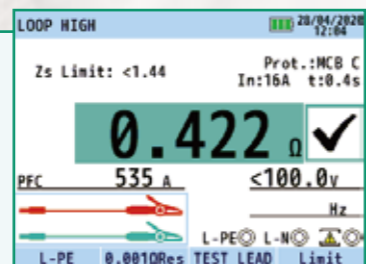 LOOP HIGH 28/04/2020
12:04
Zs Limit: <1.44 Prot.:MCB C
In:16A t:0.4s
0.422 Ω
PFC 535 A <100.0v
Hz
L-PE L-N
L-PE 0.001ΩRes TEST LEAD Limit